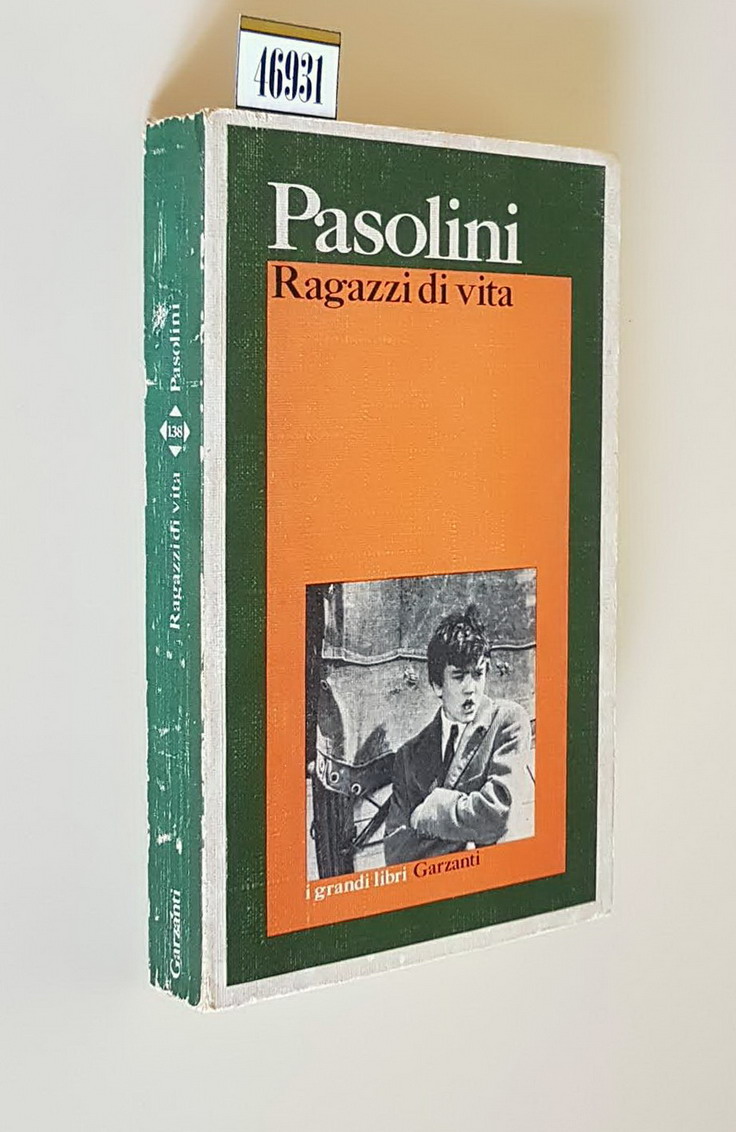 46931
Pasolini
Ragazzi di vita
i grandi libri Garzanti
Pasolini
138
Ragazzi di vita
Garzanti